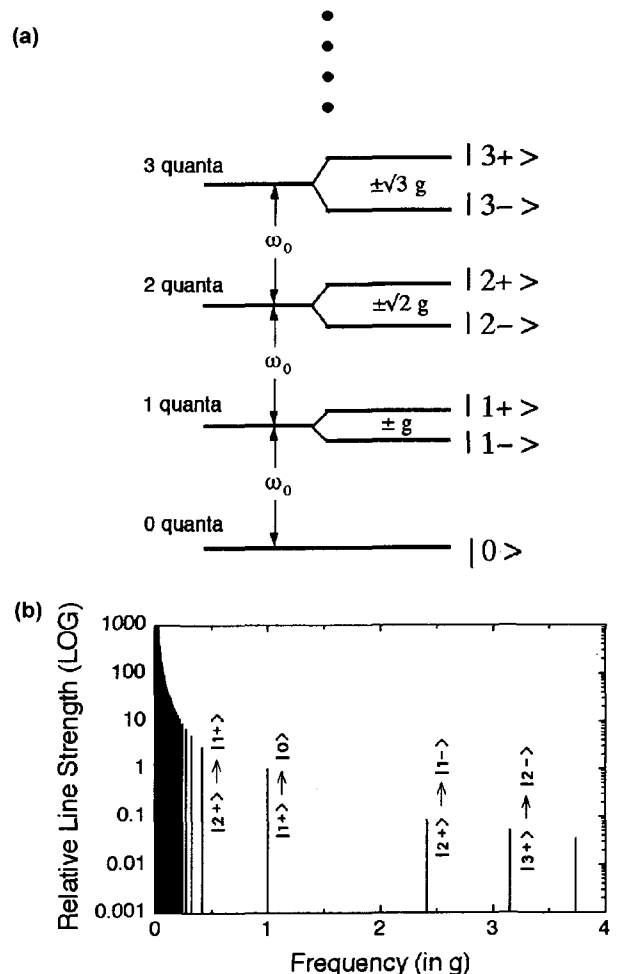 (a)
3 quanta
| 3+ >
±√3 g
| 3− >
ω₀
2 quanta
| 2+ >
±√2 g
| 2− >
ω₀
1 quanta
| 1+ >
± g
| 1− >
ω₀
0 quanta
| 0 >
(b)
Relative Line Strength (LOG)
1000
100
10
1
0.1
0.01
0.001
|2+> → |1+>
|1+> → |0>
|2+> → |1−>
|3+> → |2−>
0 1 2 3 4
Frequency (in g)